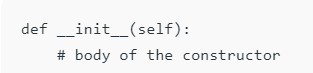 def __init__(self):
    # body of the constructor